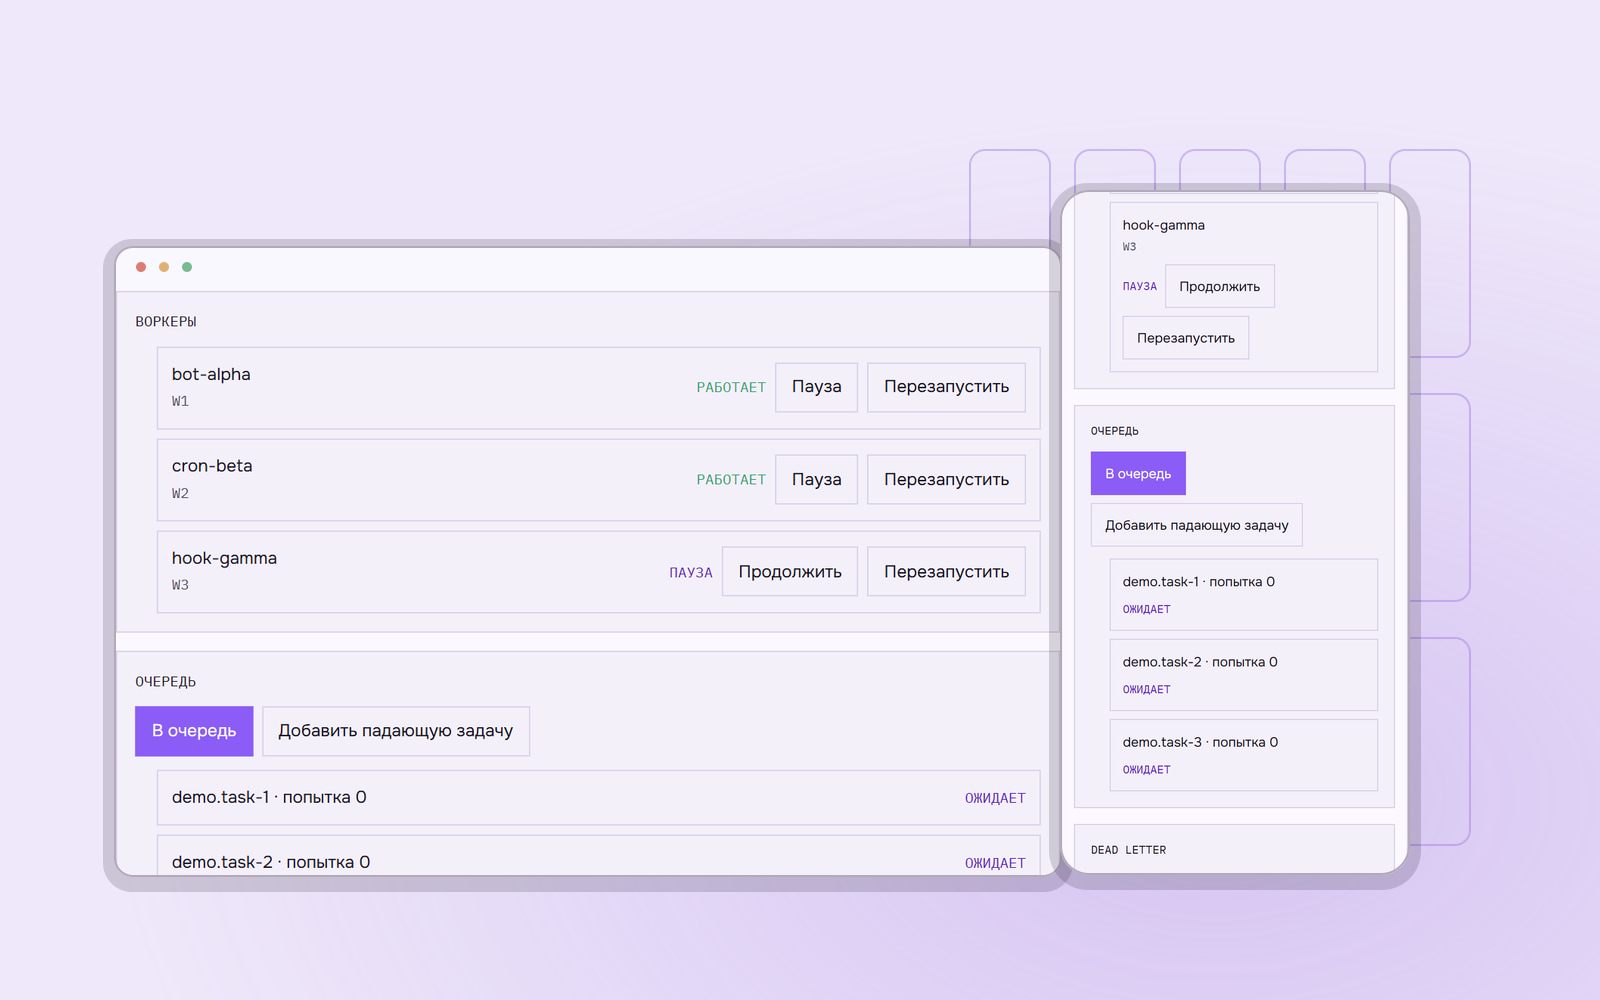 ВОРКЕРЫ
bot-alpha
W1
РАБОТАЕТ
Пауза
Перезапустить
cron-beta
W2
РАБОТАЕТ
Пауза
Перезапустить
hook-gamma
W3
ПАУЗА
Продолжить
Перезапустить
ОЧЕРЕДЬ
В очередь
Добавить падающую задачу
demo.task-1 · попытка 0
ОЖИДАЕТ
demo.task-2 · попытка 0
ОЖИДАЕТ
hook-gamma
W3
ПАУЗА
Продолжить
Перезапустить
ОЧЕРЕДЬ
В очередь
Добавить падающую задачу
demo.task-1 · попытка 0
ОЖИДАЕТ
demo.task-2 · попытка 0
ОЖИДАЕТ
demo.task-3 · попытка 0
ОЖИДАЕТ
DEAD LETTER